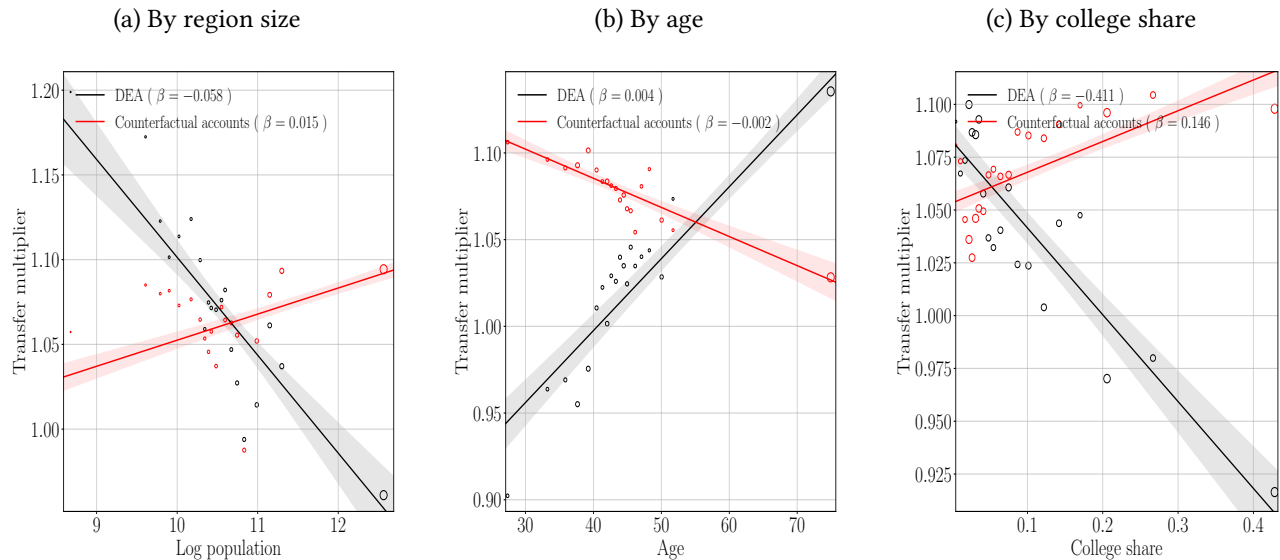 (a) By region size
(b) By age
(c) By college share
1.20
1.15
1.10
1.05
1.00
Transfer multiplier
DEA ( β = −0.058 )
Counterfactual accounts ( β = 0.015 )
9
10
11
12
Log population
1.10
1.05
1.00
0.95
0.90
Transfer multiplier
DEA ( β = 0.004 )
Counterfactual accounts ( β = −0.002 )
30
40
50
60
70
Age
1.100
1.075
1.050
1.025
1.000
0.975
0.950
0.925
Transfer multiplier
DEA ( β = −0.411 )
Counterfactual accounts ( β = 0.146 )
0.1
0.2
0.3
0.4
College share